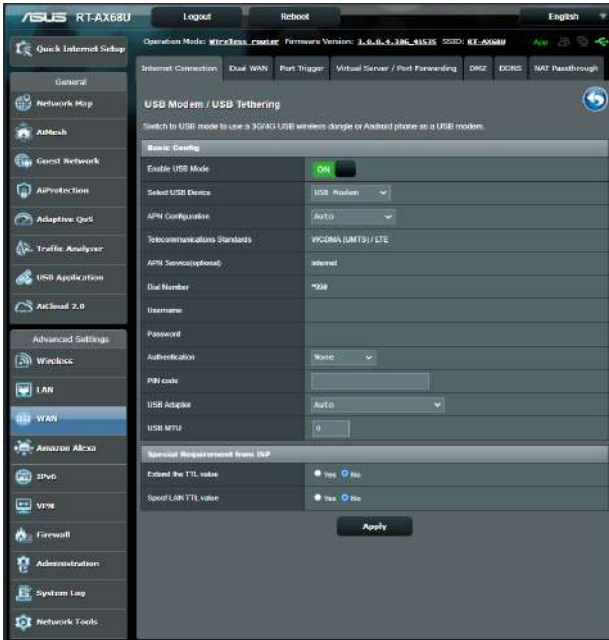 ASUS RT-AX68U
Logout
Reboot
English
Quick Internet Setup
Operation Mode: Wireless router Firmware Version: 3.0.0.4.386_41535 SSID: RT-AX68U
App
Internet Connection Dual WAN Port Trigger Virtual Server / Port Forwarding DMZ DDNS NAT Passthrough
General
Network Map
AiMesh
Guest Network
AiProtection
Adaptive QoS
Traffic Analyzer
USB Application
AiCloud 2.0
Advanced Settings
Wireless
LAN
WAN
Amazon Alexa
IPv6
VPN
Firewall
Administration
System Log
Network Tools
USB Modem / USB Tethering
Switch to USB mode to use a 3G/4G USB wireless dongle or Android phone as a USB modem.
Basic Config
Enable USB Mode ON
Select USB Device USB Modem
APN Configuration Auto
Telecommunications Standards WCDMA (UMTS) / LTE
APN Service(optional) internet
Dial Number *99#
Username
Password
Authentication None
PIN code
USB Adapter Auto
USB MTU 0
Special Requirement from ISP
Extend the TTL value Yes No
Spoof LAN TTL value Yes No
Apply